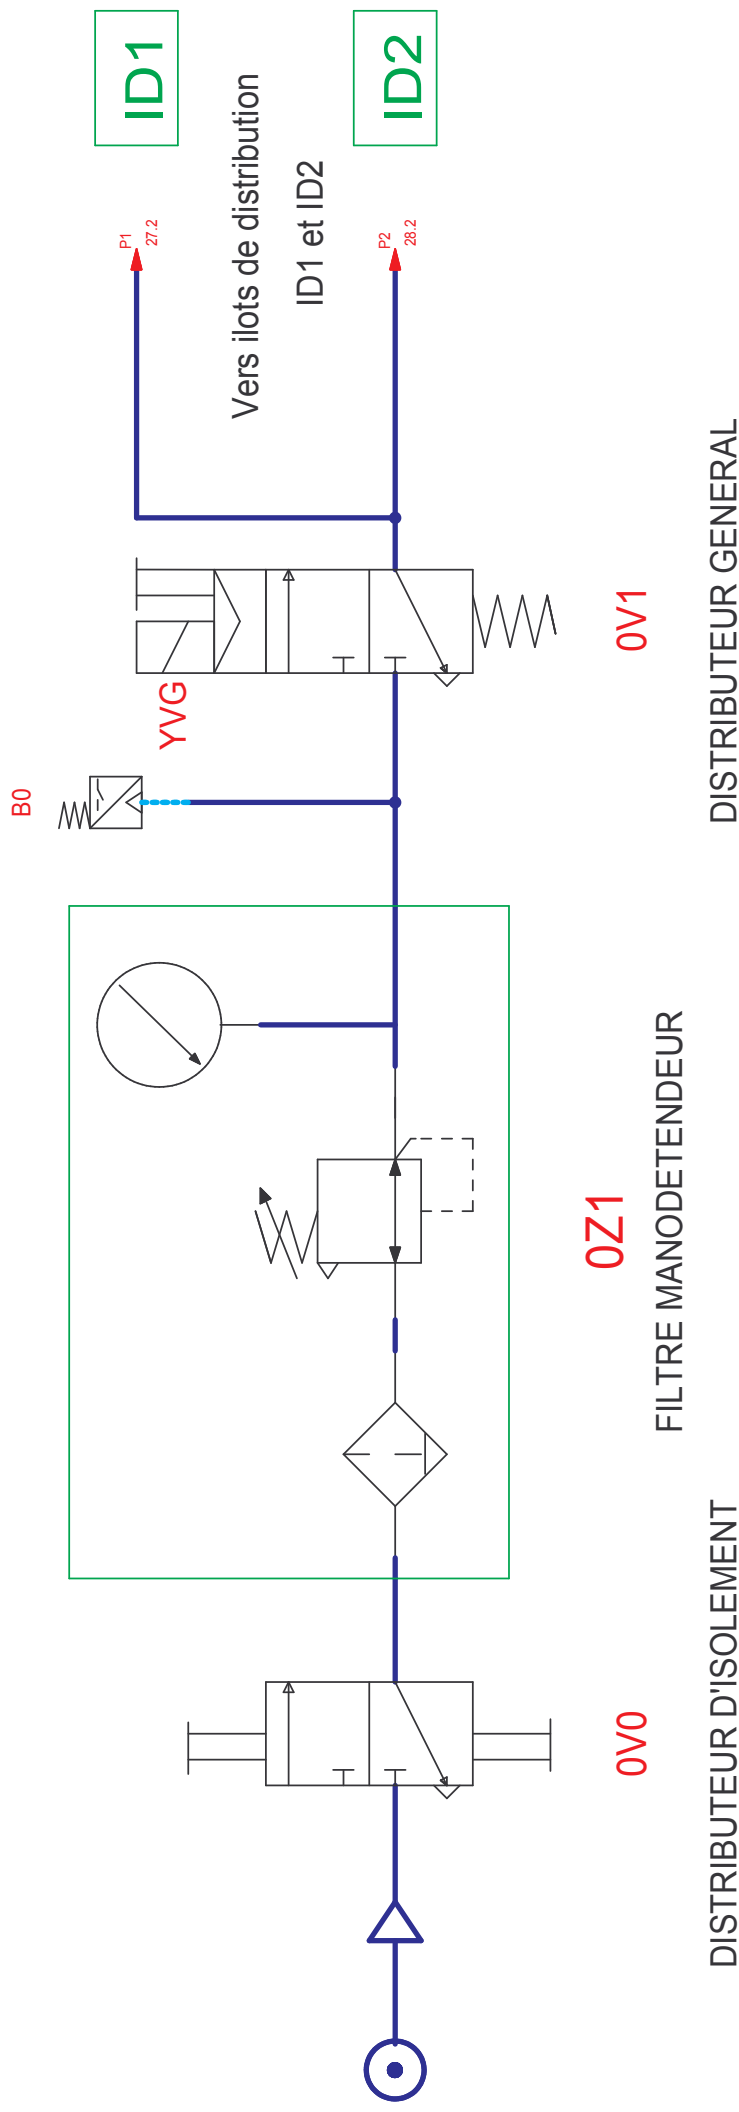 ID1
ID2
Vers ilots de distribution
ID1 et ID2
P1
27.2
P2
28.2
B0
YVG
0V1
DISTRIBUTEUR GENERAL
0Z1
FILTRE MANODETENDEUR
0V0
DISTRIBUTEUR D'ISOLEMENT